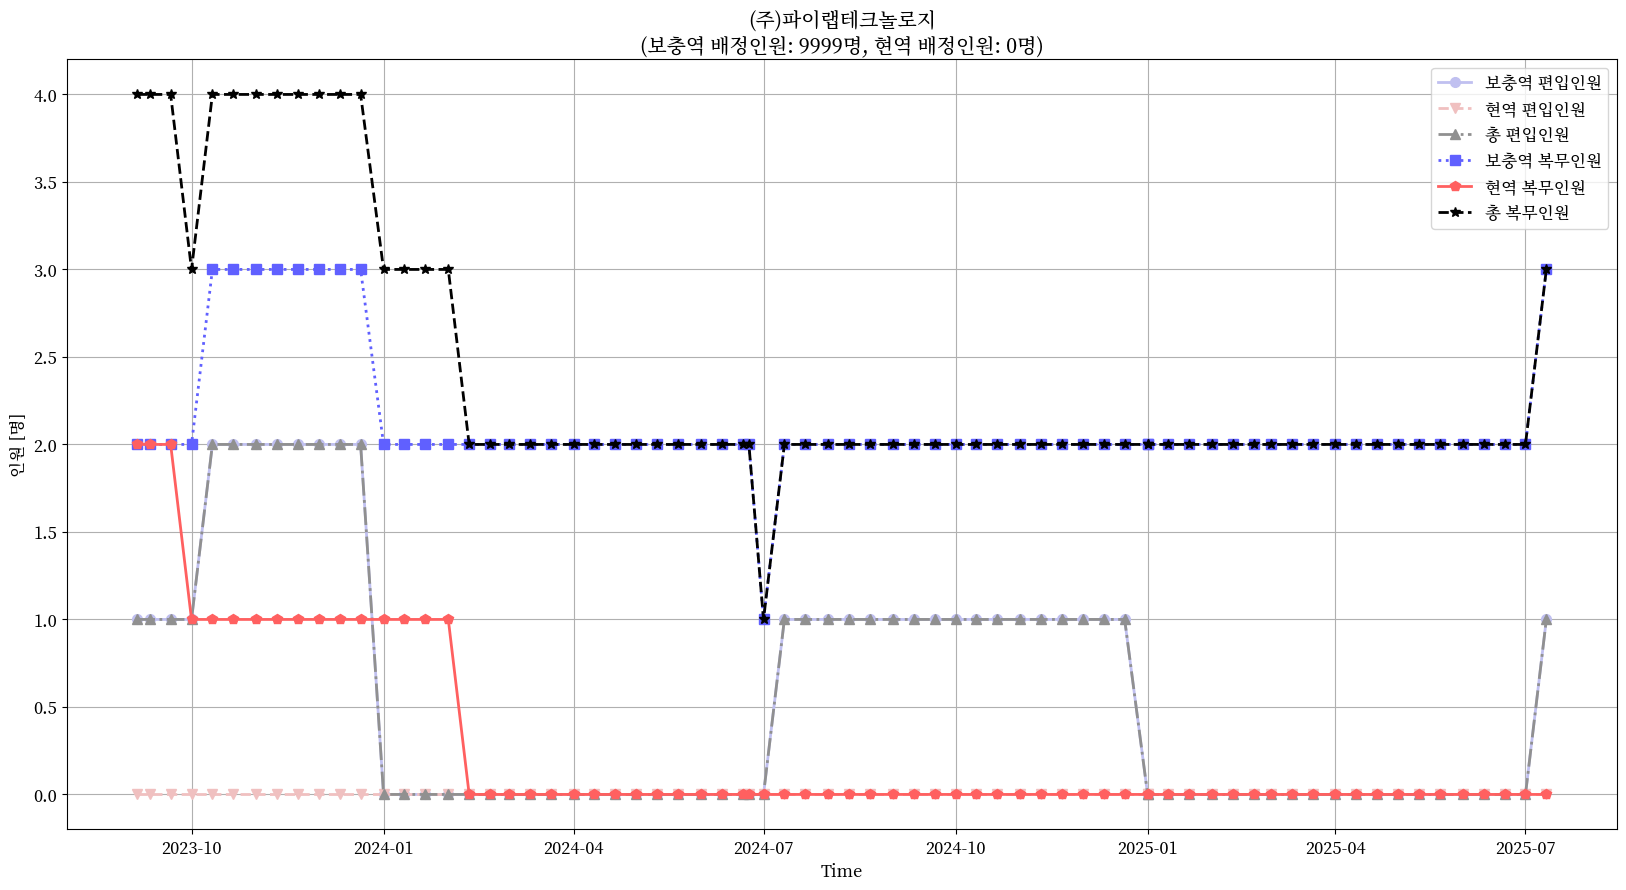 (주)파이랩테크놀로지
(보충역 배정인원: 9999명, 현역 배정인원: 0명)
보충역 편입인원
현역 편입인원
총 편입인원
보충역 복무인원
현역 복무인원
총 복무인원
인원 [명]
4.0
3.5
3.0
2.5
2.0
1.5
1.0
0.5
0.0
2023-10
2024-01
2024-04
2024-07
2024-10
2025-01
2025-04
2025-07
Time